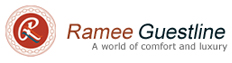 R
Ramee Guestline
A world of comfort and luxury